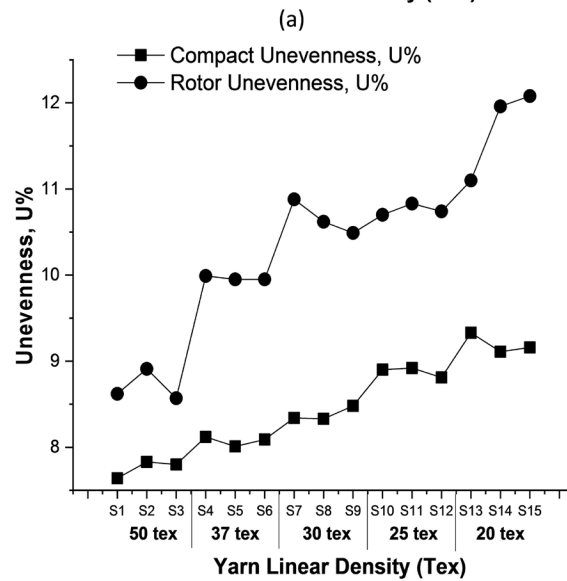 (a)
Compact Unevenness, U%
Rotor Unevenness, U%
12
11
10
9
8
Unevenness, U%
S1 S2 S3 S4 S5 S6 S7 S8 S9 S10 S11 S12 S13 S14 S15
50 tex 37 tex 30 tex 25 tex 20 tex
Yarn Linear Density (Tex)